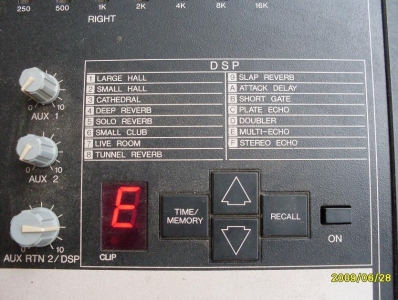 250 500 1K 2K 4K 8K 16K
RIGHT
DSP
1 LARGE HALL
2 SMALL HALL
3 CATHEDRAL
4 DEEP REVERB
5 SOLO REVERB
6 SMALL CLUB
7 LIVE ROOM
8 TUNNEL REVERB
9 SLAP REVERB
A ATTACK DELAY
B SHORT GATE
C PLATE ECHO
D DOUBLER
E MULTI-ECHO
F STEREO ECHO
0 10
AUX 1
0 10
AUX 2
0 10
AUX RTN 2/DSP
E
CLIP
TIME/
MEMORY
RECALL
ON
2009/06/28